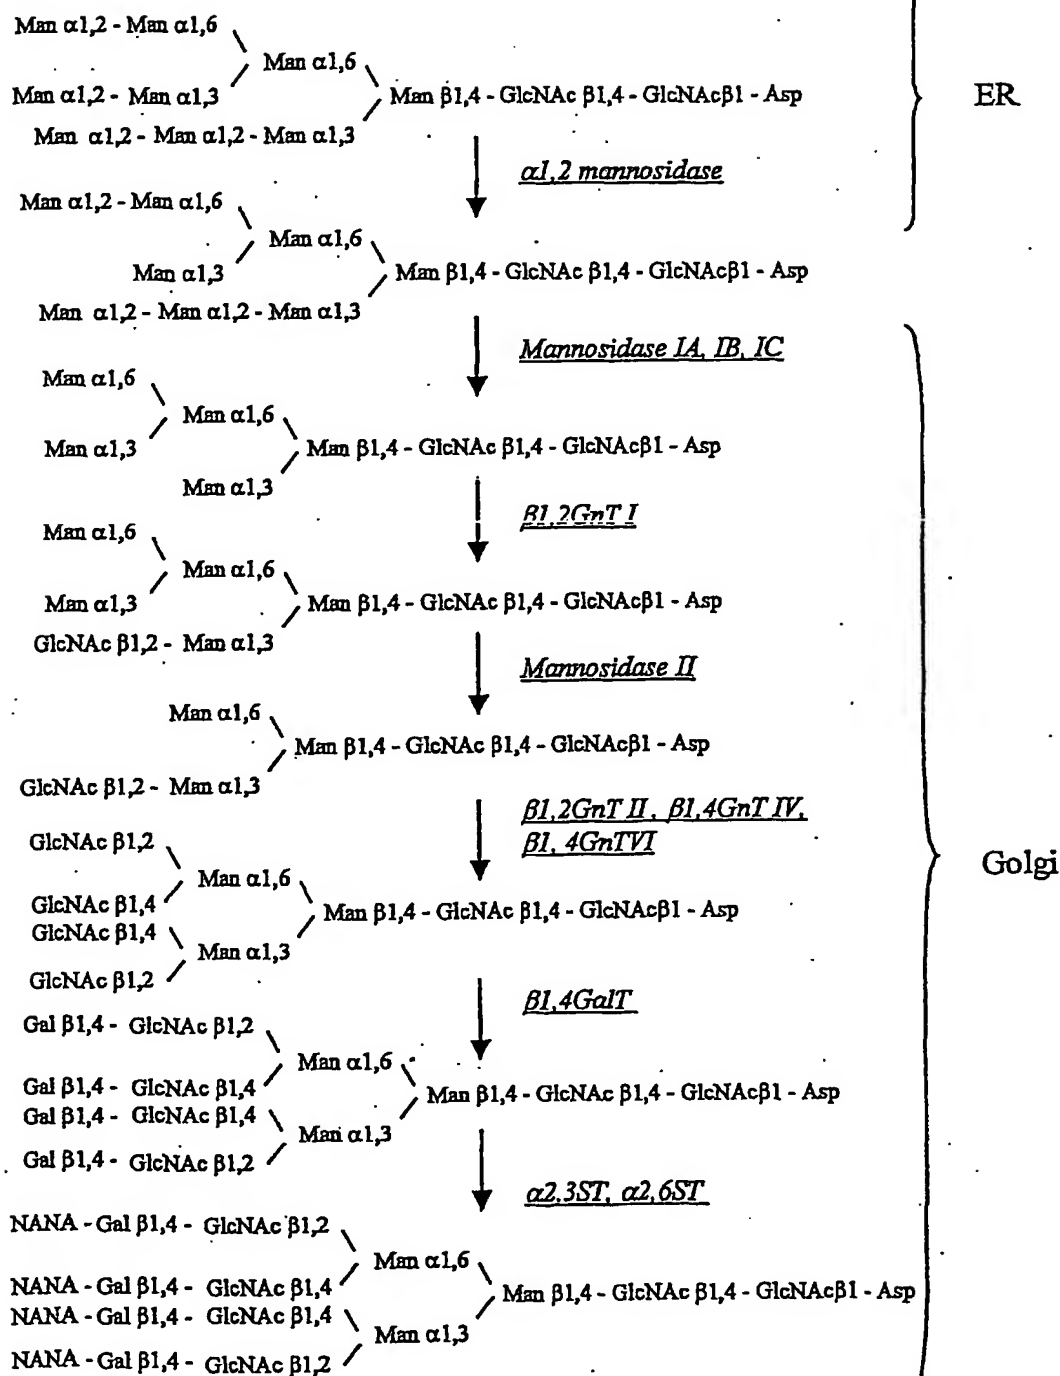 Man α1,2 - Man α1,6
Man α1,6
Man α1,2 - Man α1,3
Man β1,4 - GlcNAc β1,4 - GlcNAcβ1 - Asp
ER
Man α1,2 - Man α1,2 - Man α1,3
α1,2 mannosidase
Man α1,2 - Man α1,6
Man α1,6
Man α1,3
Man β1,4 - GlcNAc β1,4 - GlcNAcβ1 - Asp
Man α1,2 - Man α1,2 - Man α1,3
Mannosidase IA, IB, IC
Man α1,6
Man α1,6
Man α1,3
Man β1,4 - GlcNAc β1,4 - GlcNAcβ1 - Asp
Man α1,3
β1,2GnT I
Man α1,6
Man α1,6
Man α1,3
Man β1,4 - GlcNAc β1,4 - GlcNAcβ1 - Asp
GlcNAc β1,2 - Man α1,3
Mannosidase II
Man α1,6
Man β1,4 - GlcNAc β1,4 - GlcNAcβ1 - Asp
GlcNAc β1,2 - Man α1,3
β1,2GnT II, β1,4GnT IV,
β1, 4GnTVI
GlcNAc β1,2
Man α1,6
GlcNAc β1,4
Man β1,4 - GlcNAc β1,4 - GlcNAcβ1 - Asp
GlcNAc β1,4
Man α1,3
GlcNAc β1,2
Golgi
β1,4GalT
Gal β1,4 - GlcNAc β1,2
Man α1,6
Gal β1,4 - GlcNAc β1,4
Man β1,4 - GlcNAc β1,4 - GlcNAcβ1 - Asp
Gal β1,4 - GlcNAc β1,4
Man α1,3
Gal β1,4 - GlcNAc β1,2
α2,3ST, α2,6ST
NANA - Gal β1,4 - GlcNAc β1,2
Man α1,6
NANA - Gal β1,4 - GlcNAc β1,4
Man β1,4 - GlcNAc β1,4 - GlcNAcβ1 - Asp
NANA - Gal β1,4 - GlcNAc β1,4
Man α1,3
NANA - Gal β1,4 - GlcNAc β1,2